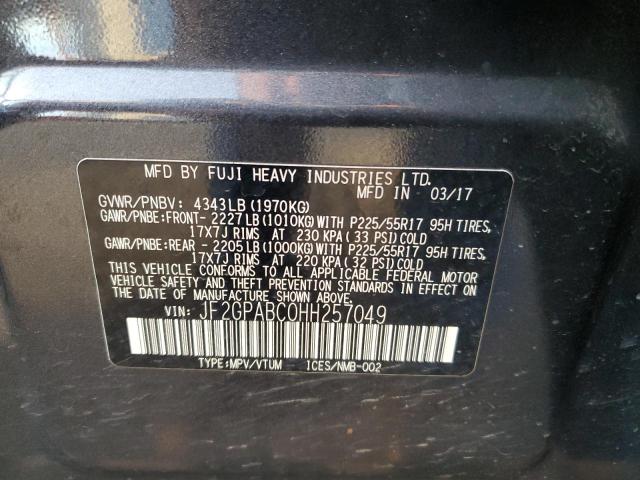 MFD BY FUJI HEAVY INDUSTRIES LTD.
MFD IN 03/17
GVWR/PNBV: 4343LB(1970KG)
GAWR/PNBE:FRONT- 2227LB(1010KG)WITH P225/55R17 95H TIRES,
17X7J RIMS AT 230 KPA(33 PSI)COLD
GAWR/PNBE:REAR - 2205LB(1000KG)WITH P225/55R17 95H TIRES,
17X7J RIMS AT 220 KPA(32 PSI)COLD
THIS VEHICLE CONFORMS TO ALL APPLICABLE FEDERAL MOTOR
VEHICLE SAFETY AND THEFT PREVENTION STANDARDS IN EFFECT ON THE
DATE OF MANUFACTURE SHOWN ABOVE.
VIN: JF2GPABC0HH257049
TYPE:MPV/VTUM ICES/NMB-002